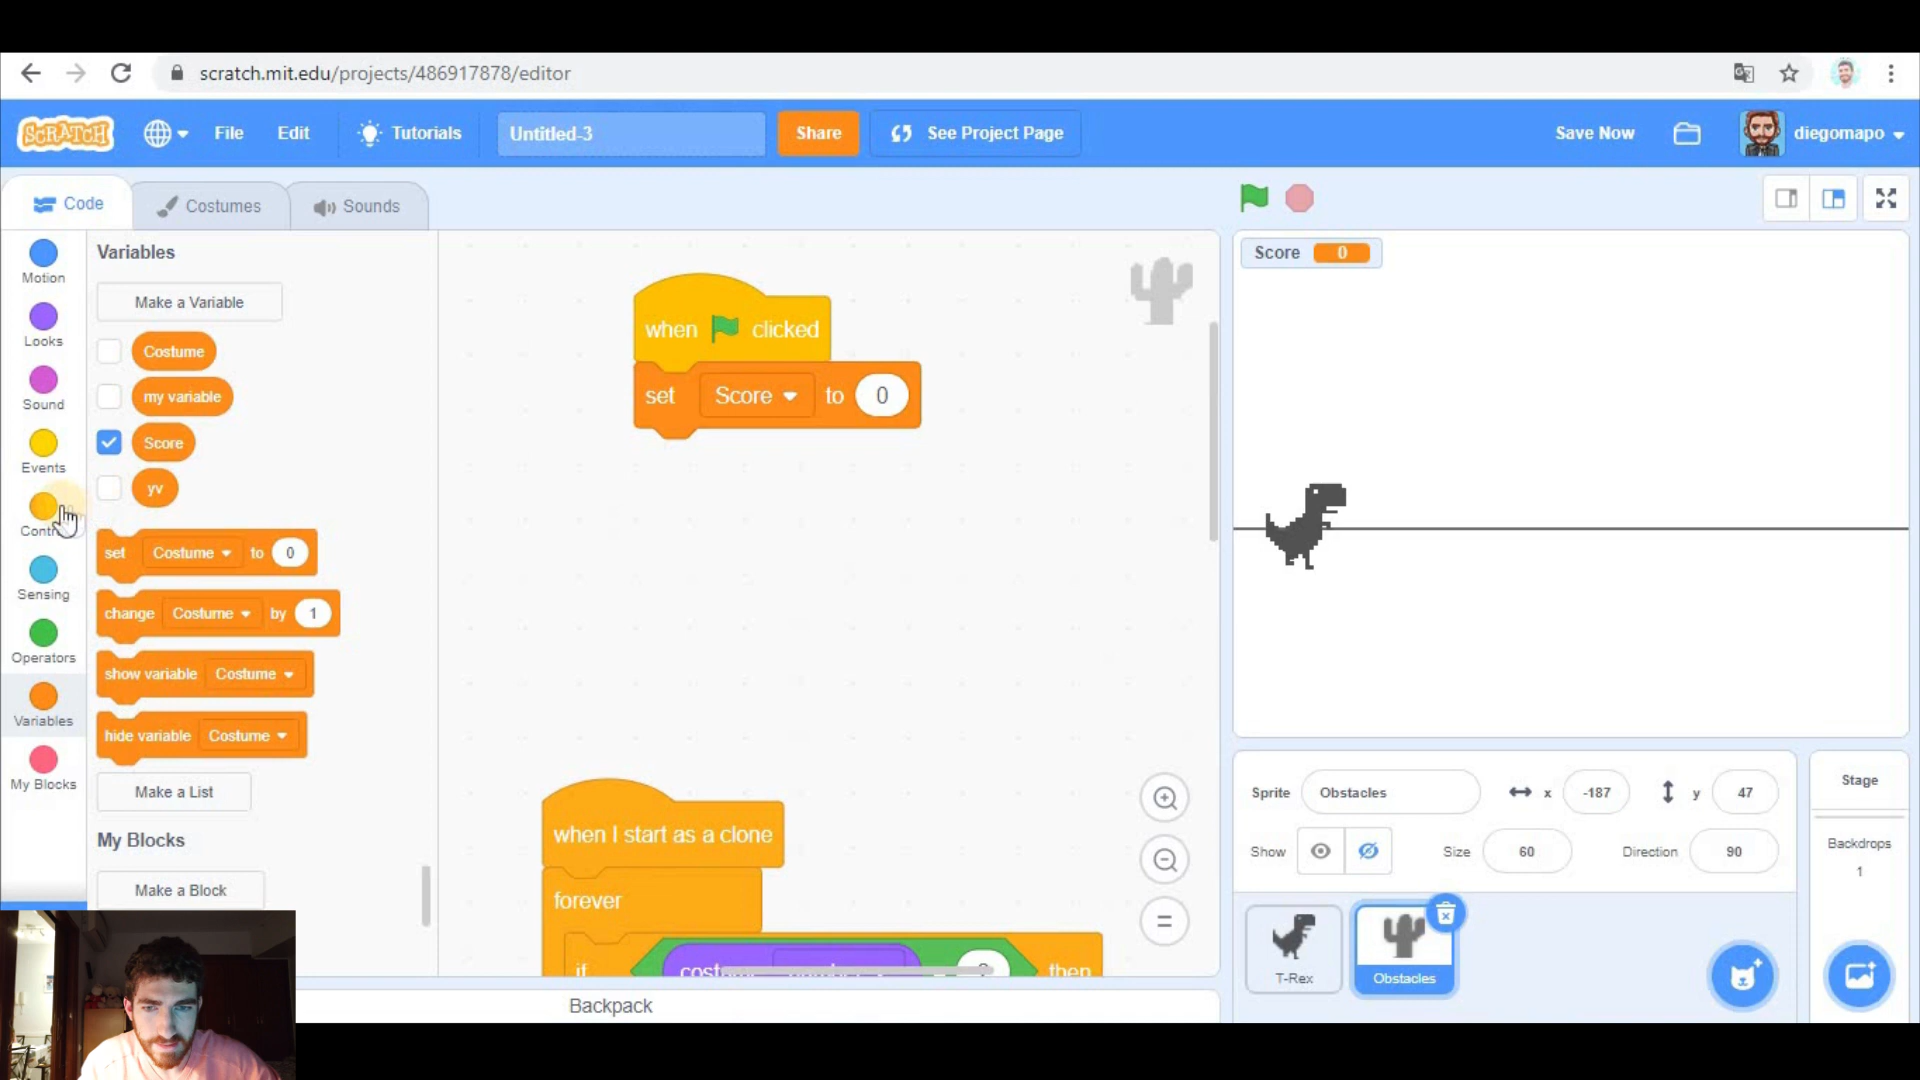 scratch.mit.edu/projects/486917878/editor
SCRATCH
File
Edit
Tutorials
Untitled-3
Share
See Project Page
Save Now
diegomapo
Code
Costumes
Sounds
Motion
Looks
Sound
Events
Sensing
Operators
Variables
My Blocks
Variables
Make a Variable
Costume
my variable
Score
yv
set Costume to 0
change Costume by 1
show variable Costume
hide variable Costume
Make a List
My Blocks
Make a Block
when clicked
set Score to 0
when I start as a clone
forever
if
then
Backpack
Score 0
Sprite Obstacles x -187 y 47
Show Size 60 Direction 90
T-Rex
Obstacles
Stage
Backdrops
1